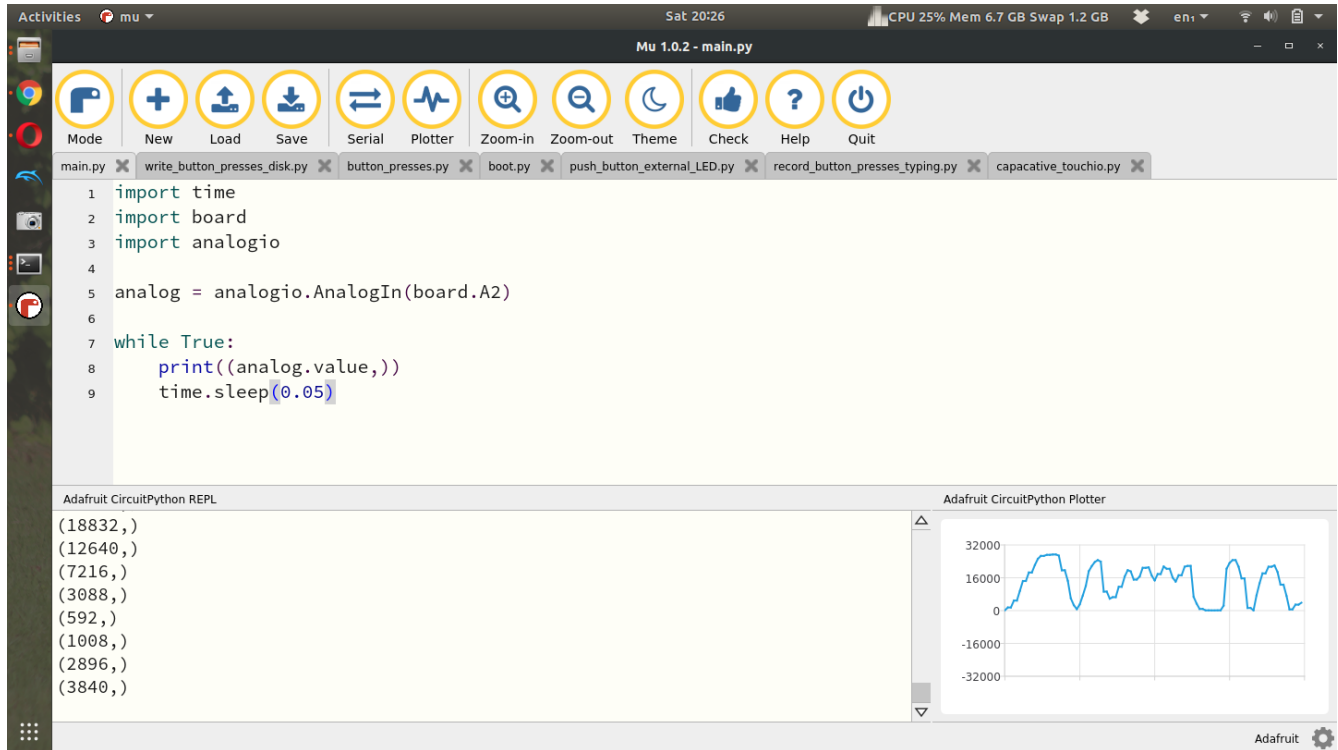 Activities mu Sat 20:26 CPU 25% Mem 6.7 GB Swap 1.2 GB en₁
Mu 1.0.2 - main.py
Mode New Load Save Serial Plotter Zoom-in Zoom-out Theme Check Help Quit
main.py write_button_presses_disk.py button_presses.py boot.py push_button_external_LED.py record_button_presses_typing.py capacative_touchio.py
1 import time
2 import board
3 import analogio
4
5 analog = analogio.AnalogIn(board.A2)
6
7 while True:
8     print((analog.value,))
9     time.sleep(0.05)
Adafruit CircuitPython REPL
(18832,)
(12640,)
(7216,)
(3088,)
(592,)
(1008,)
(2896,)
(3840,)
Adafruit CircuitPython Plotter
32000
16000
0
-16000
-32000
Adafruit